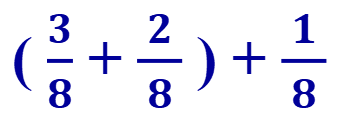 (3/8 + 2/8) + 1/8